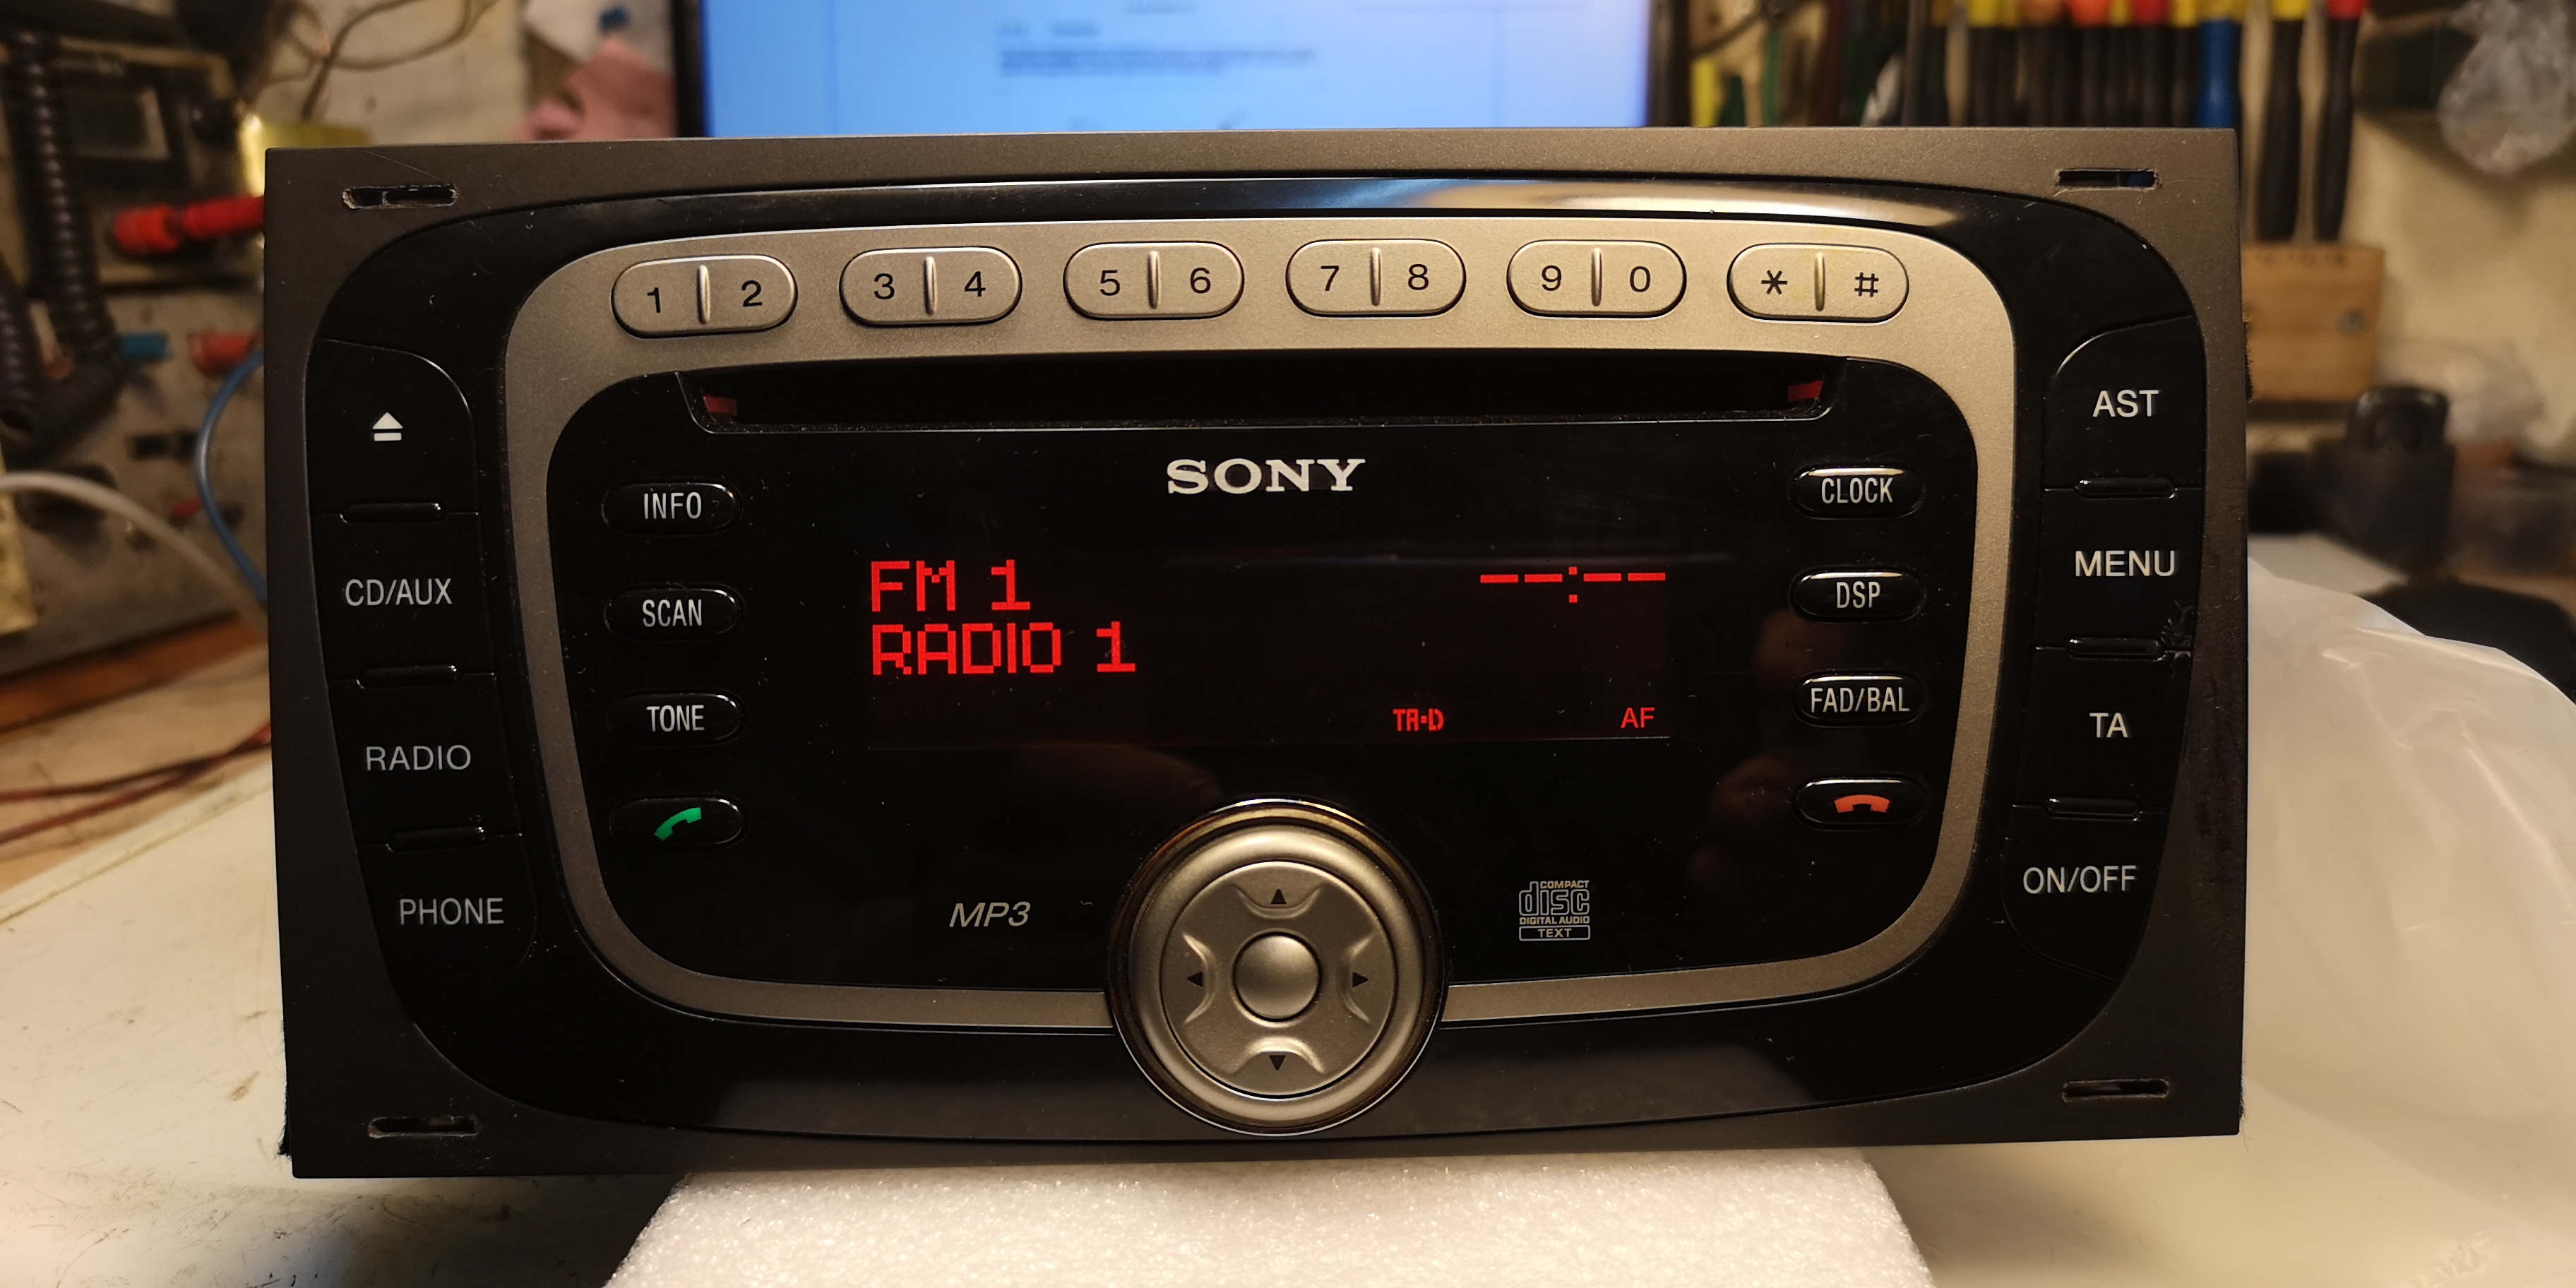 1 2 3 4 5 6 7 8 9 0 * #
SONY
AST
INFO
CLOCK
MENU
CD/AUX
SCAN
FM 1 --:--
RADIO 1
DSP
TONE
TA-D AF
FAD/BAL
TA
RADIO
PHONE
MP3
COMPACT
disc
DIGITAL AUDIO
TEXT
ON/OFF